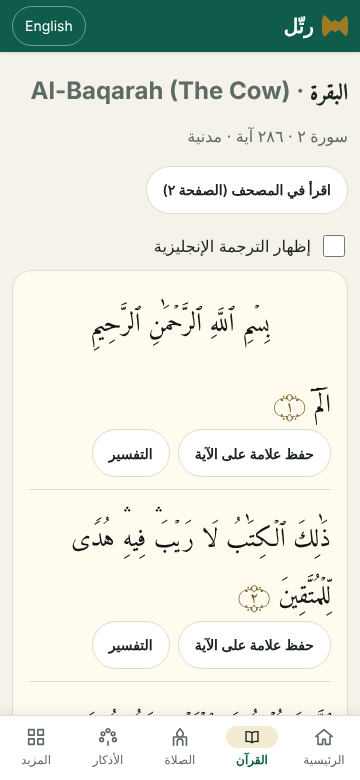 رتّل
English
البقرة · Al-Baqarah (The Cow)
سورة ٢ · ٢٨٦ آية · مدنية
اقرأ في المصحف (الصفحة ٢)
إظهار الترجمة الإنجليزية
بِسْمِ ٱللَّهِ ٱلرَّحْمَٰنِ ٱلرَّحِيمِ
الٓمٓ ١
حفظ علامة على الآية
التفسير
ذَٰلِكَ ٱلْكِتَٰبُ لَا رَيْبَ ۛ فِيهِ ۛ هُدًى
لِّلْمُتَّقِينَ ٢
حفظ علامة على الآية
التفسير
الرئيسية
القرآن
الصلاة
الأذكار
المزيد